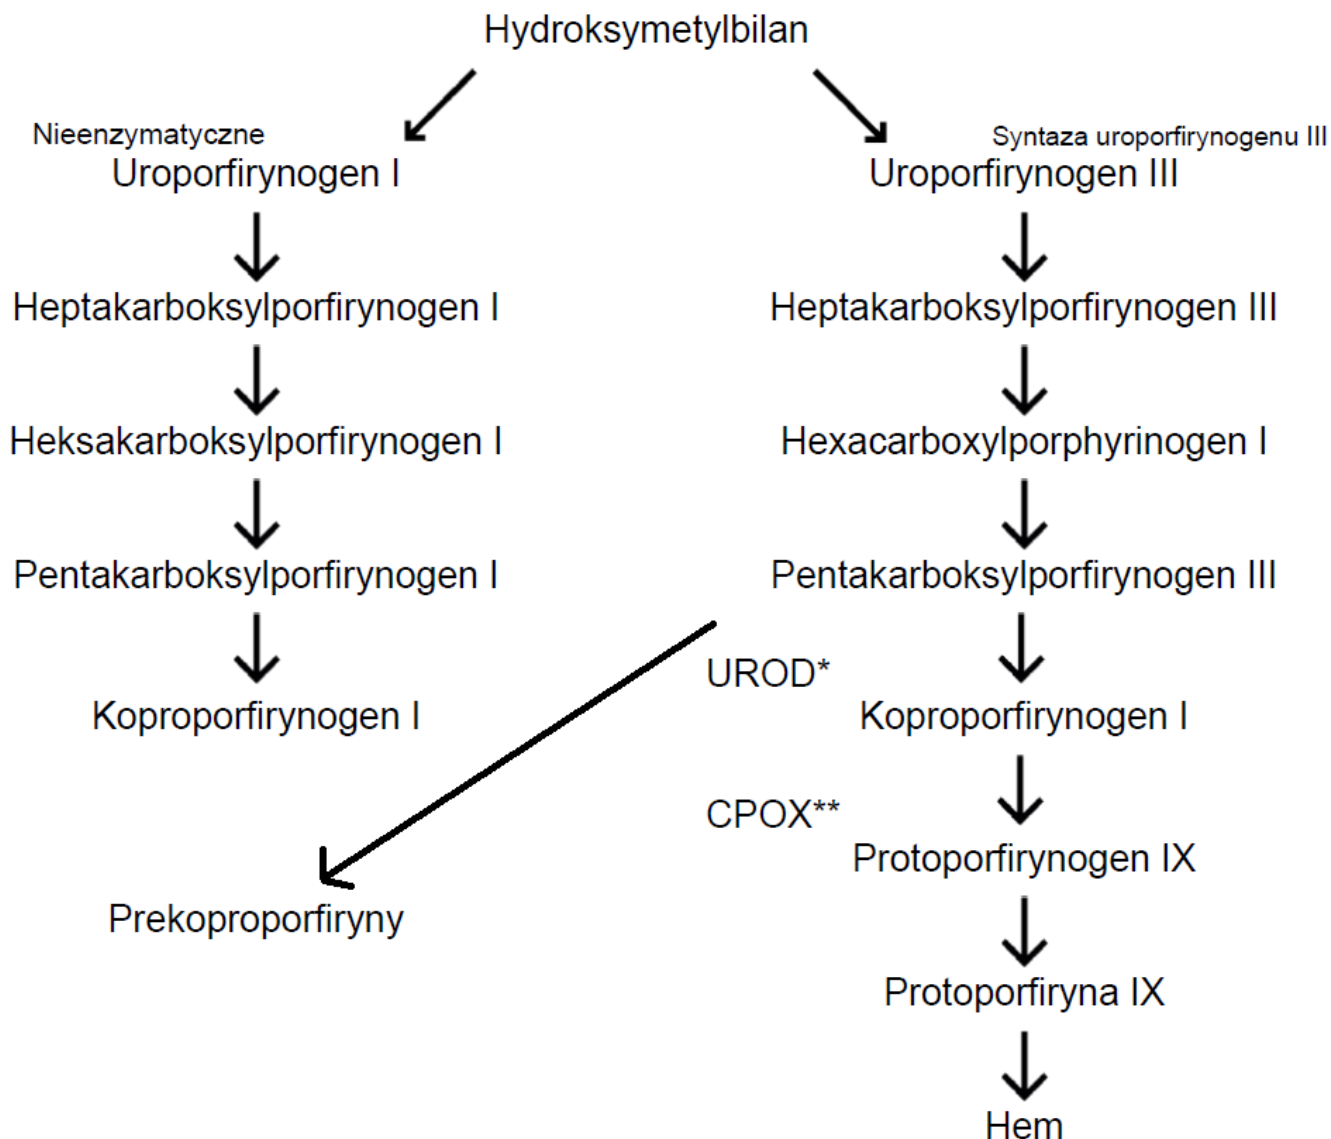 Hydroksymetylbilan
Nieenzymatyczne
Syntaza uroporfirynogenu III
Uroporfirynogen I
Uroporfirynogen III
Heptakarboksylporfirynogen I
Heptakarboksylporfirynogen III
Heksakarboksylporfirynogen I
Hexacarboxylporphyrinogen I
Pentakarboksylporfirynogen I
Pentakarboksylporfirynogen III
UROD*
Koproporfirynogen I
Koproporfirynogen I
CPOX**
Protoporfirynogen IX
Prekoproporfiryny
Protoporfiryna IX
Hem